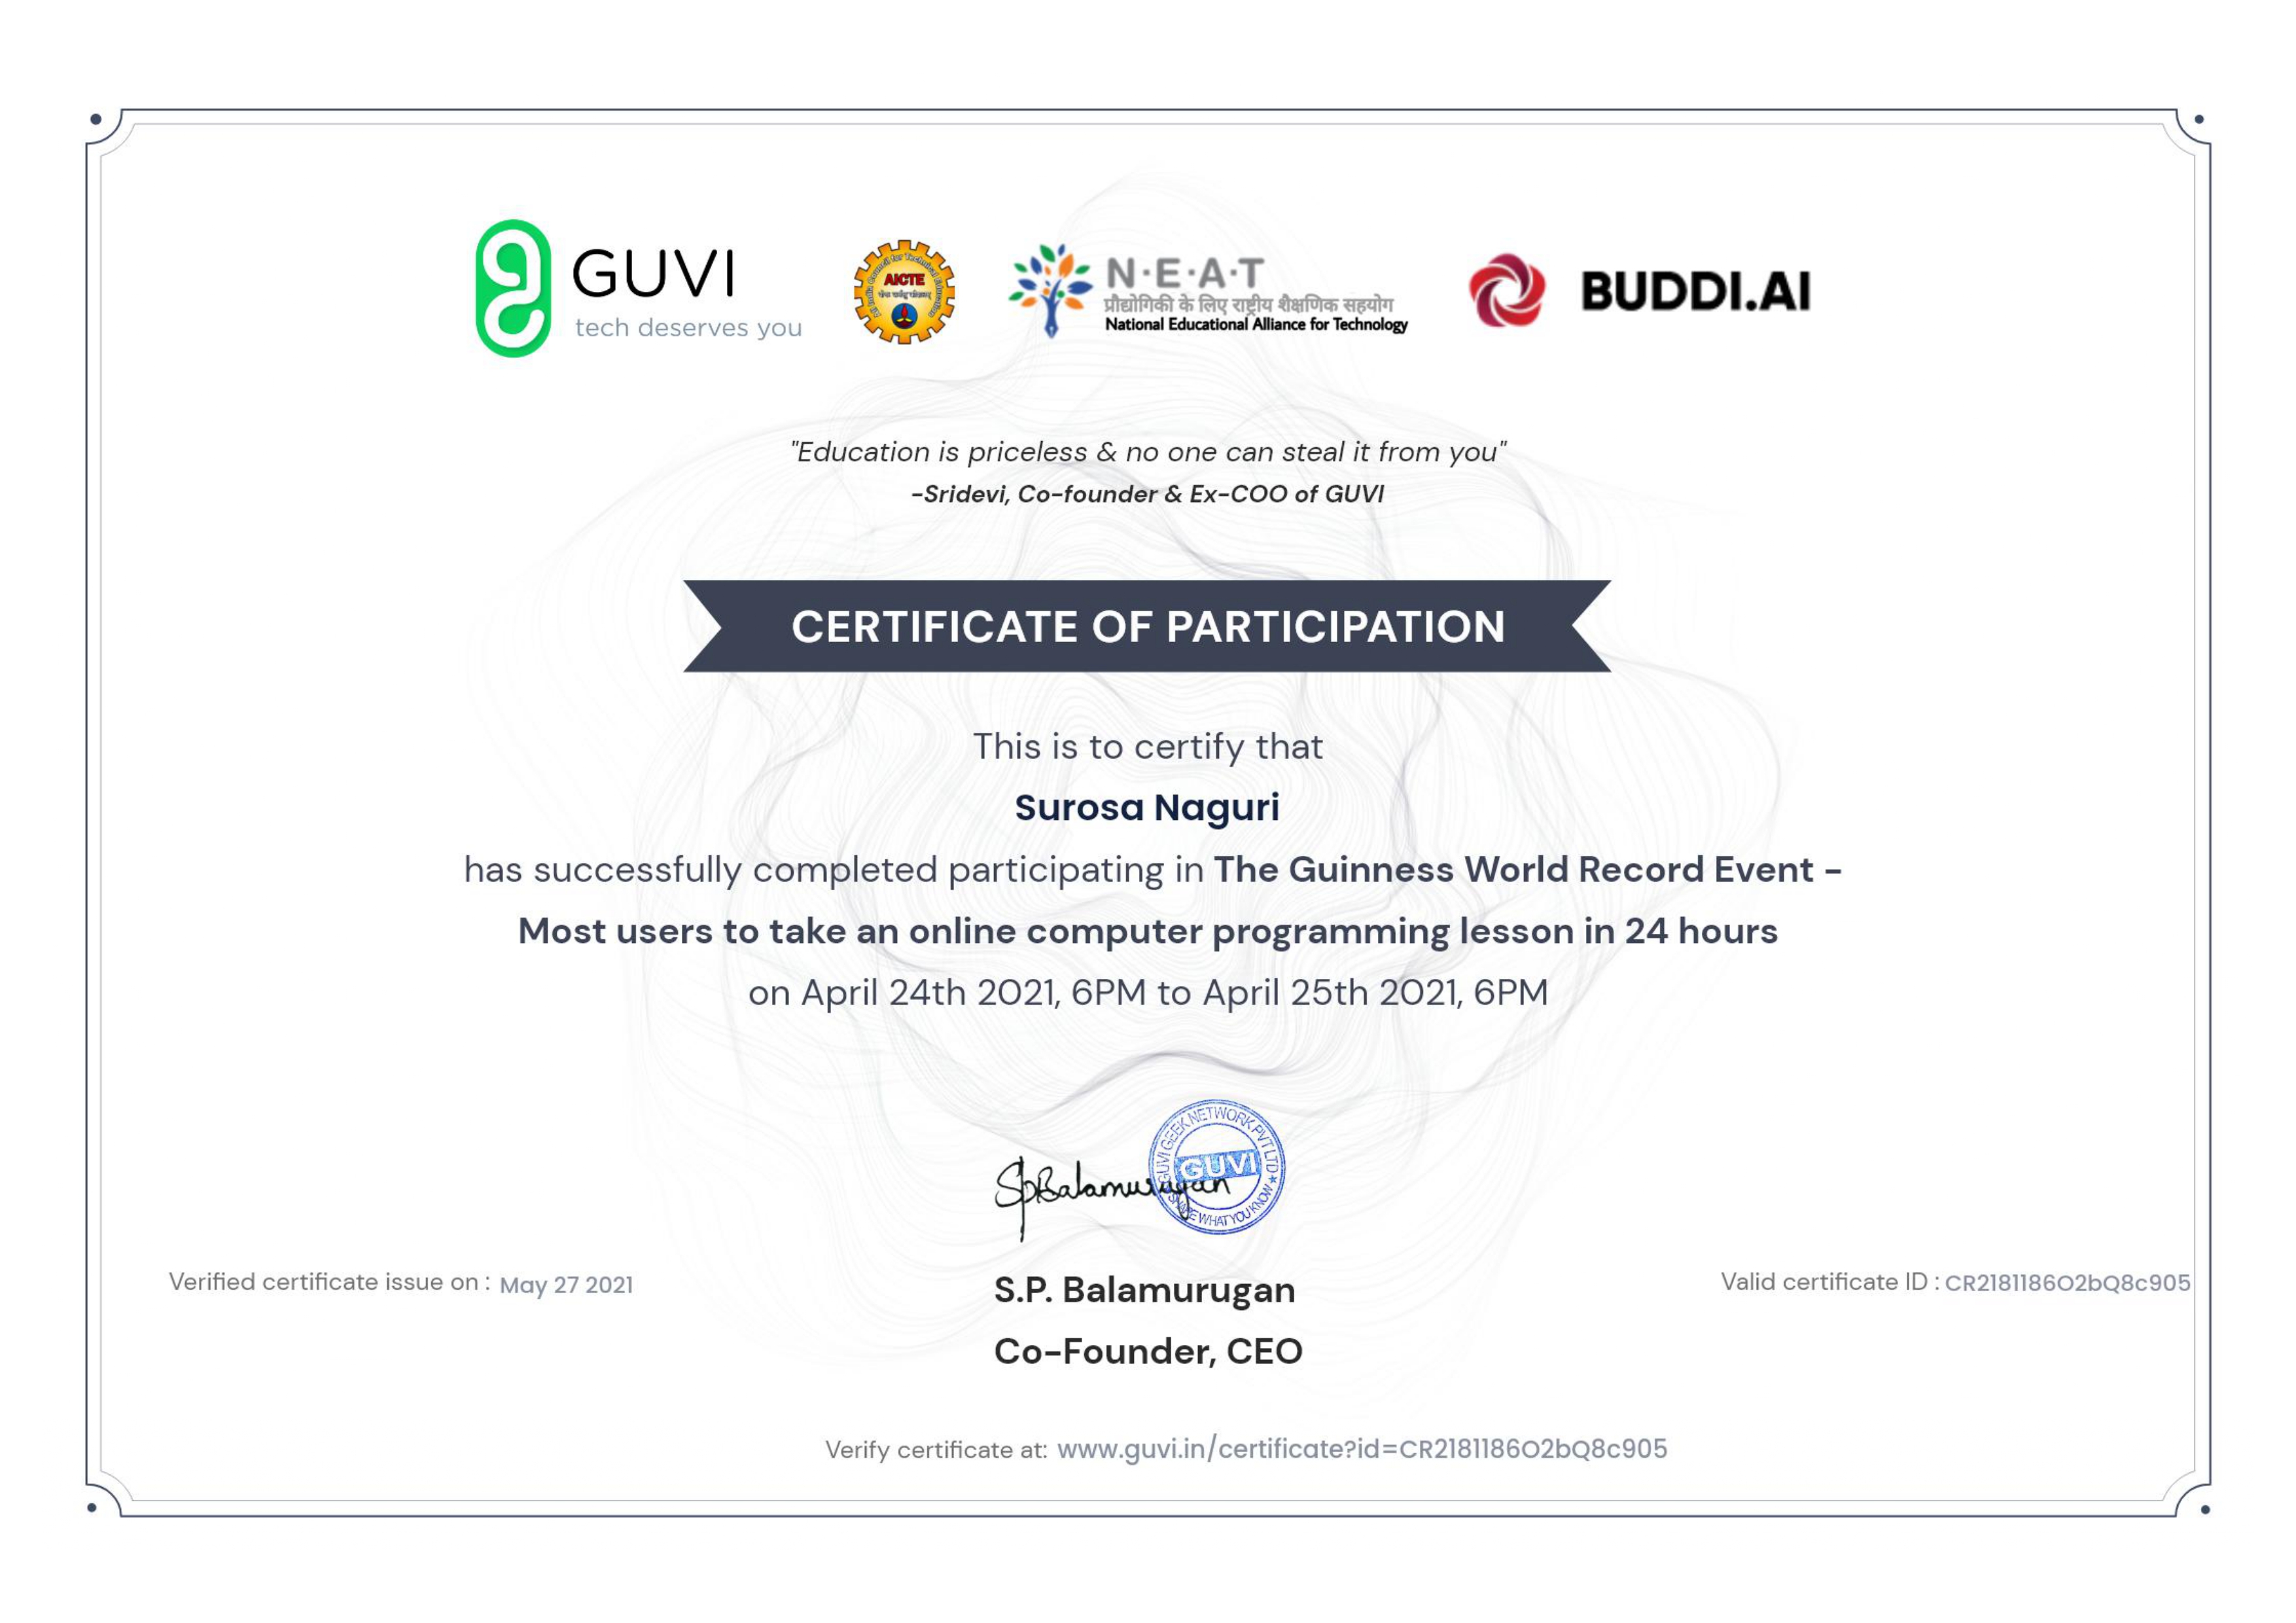 GUVI
tech deserves you
AICTE
N·E·A·T
प्रौद्योगिकी के लिए राष्ट्रीय शैक्षणिक सहयोग
National Educational Alliance for Technology
BUDDI.AI
"Education is priceless & no one can steal it from you"
-Sridevi, Co-founder & Ex-COO of GUVI
CERTIFICATE OF PARTICIPATION
This is to certify that
Surosa Naguri
has successfully completed participating in The Guinness World Record Event -
Most users to take an online computer programming lesson in 24 hours
on April 24th 2021, 6PM to April 25th 2021, 6PM
SpBalamurugan
GUVI GEEK NETWORK PVT LTD
GUVI
SHARE WHAT YOU KNOW
Verified certificate issue on : May 27 2021
S.P. Balamurugan
Co-Founder, CEO
Valid certificate ID : CR2181186O2bQ8c905
Verify certificate at: www.guvi.in/certificate?id=CR2181186O2bQ8c905